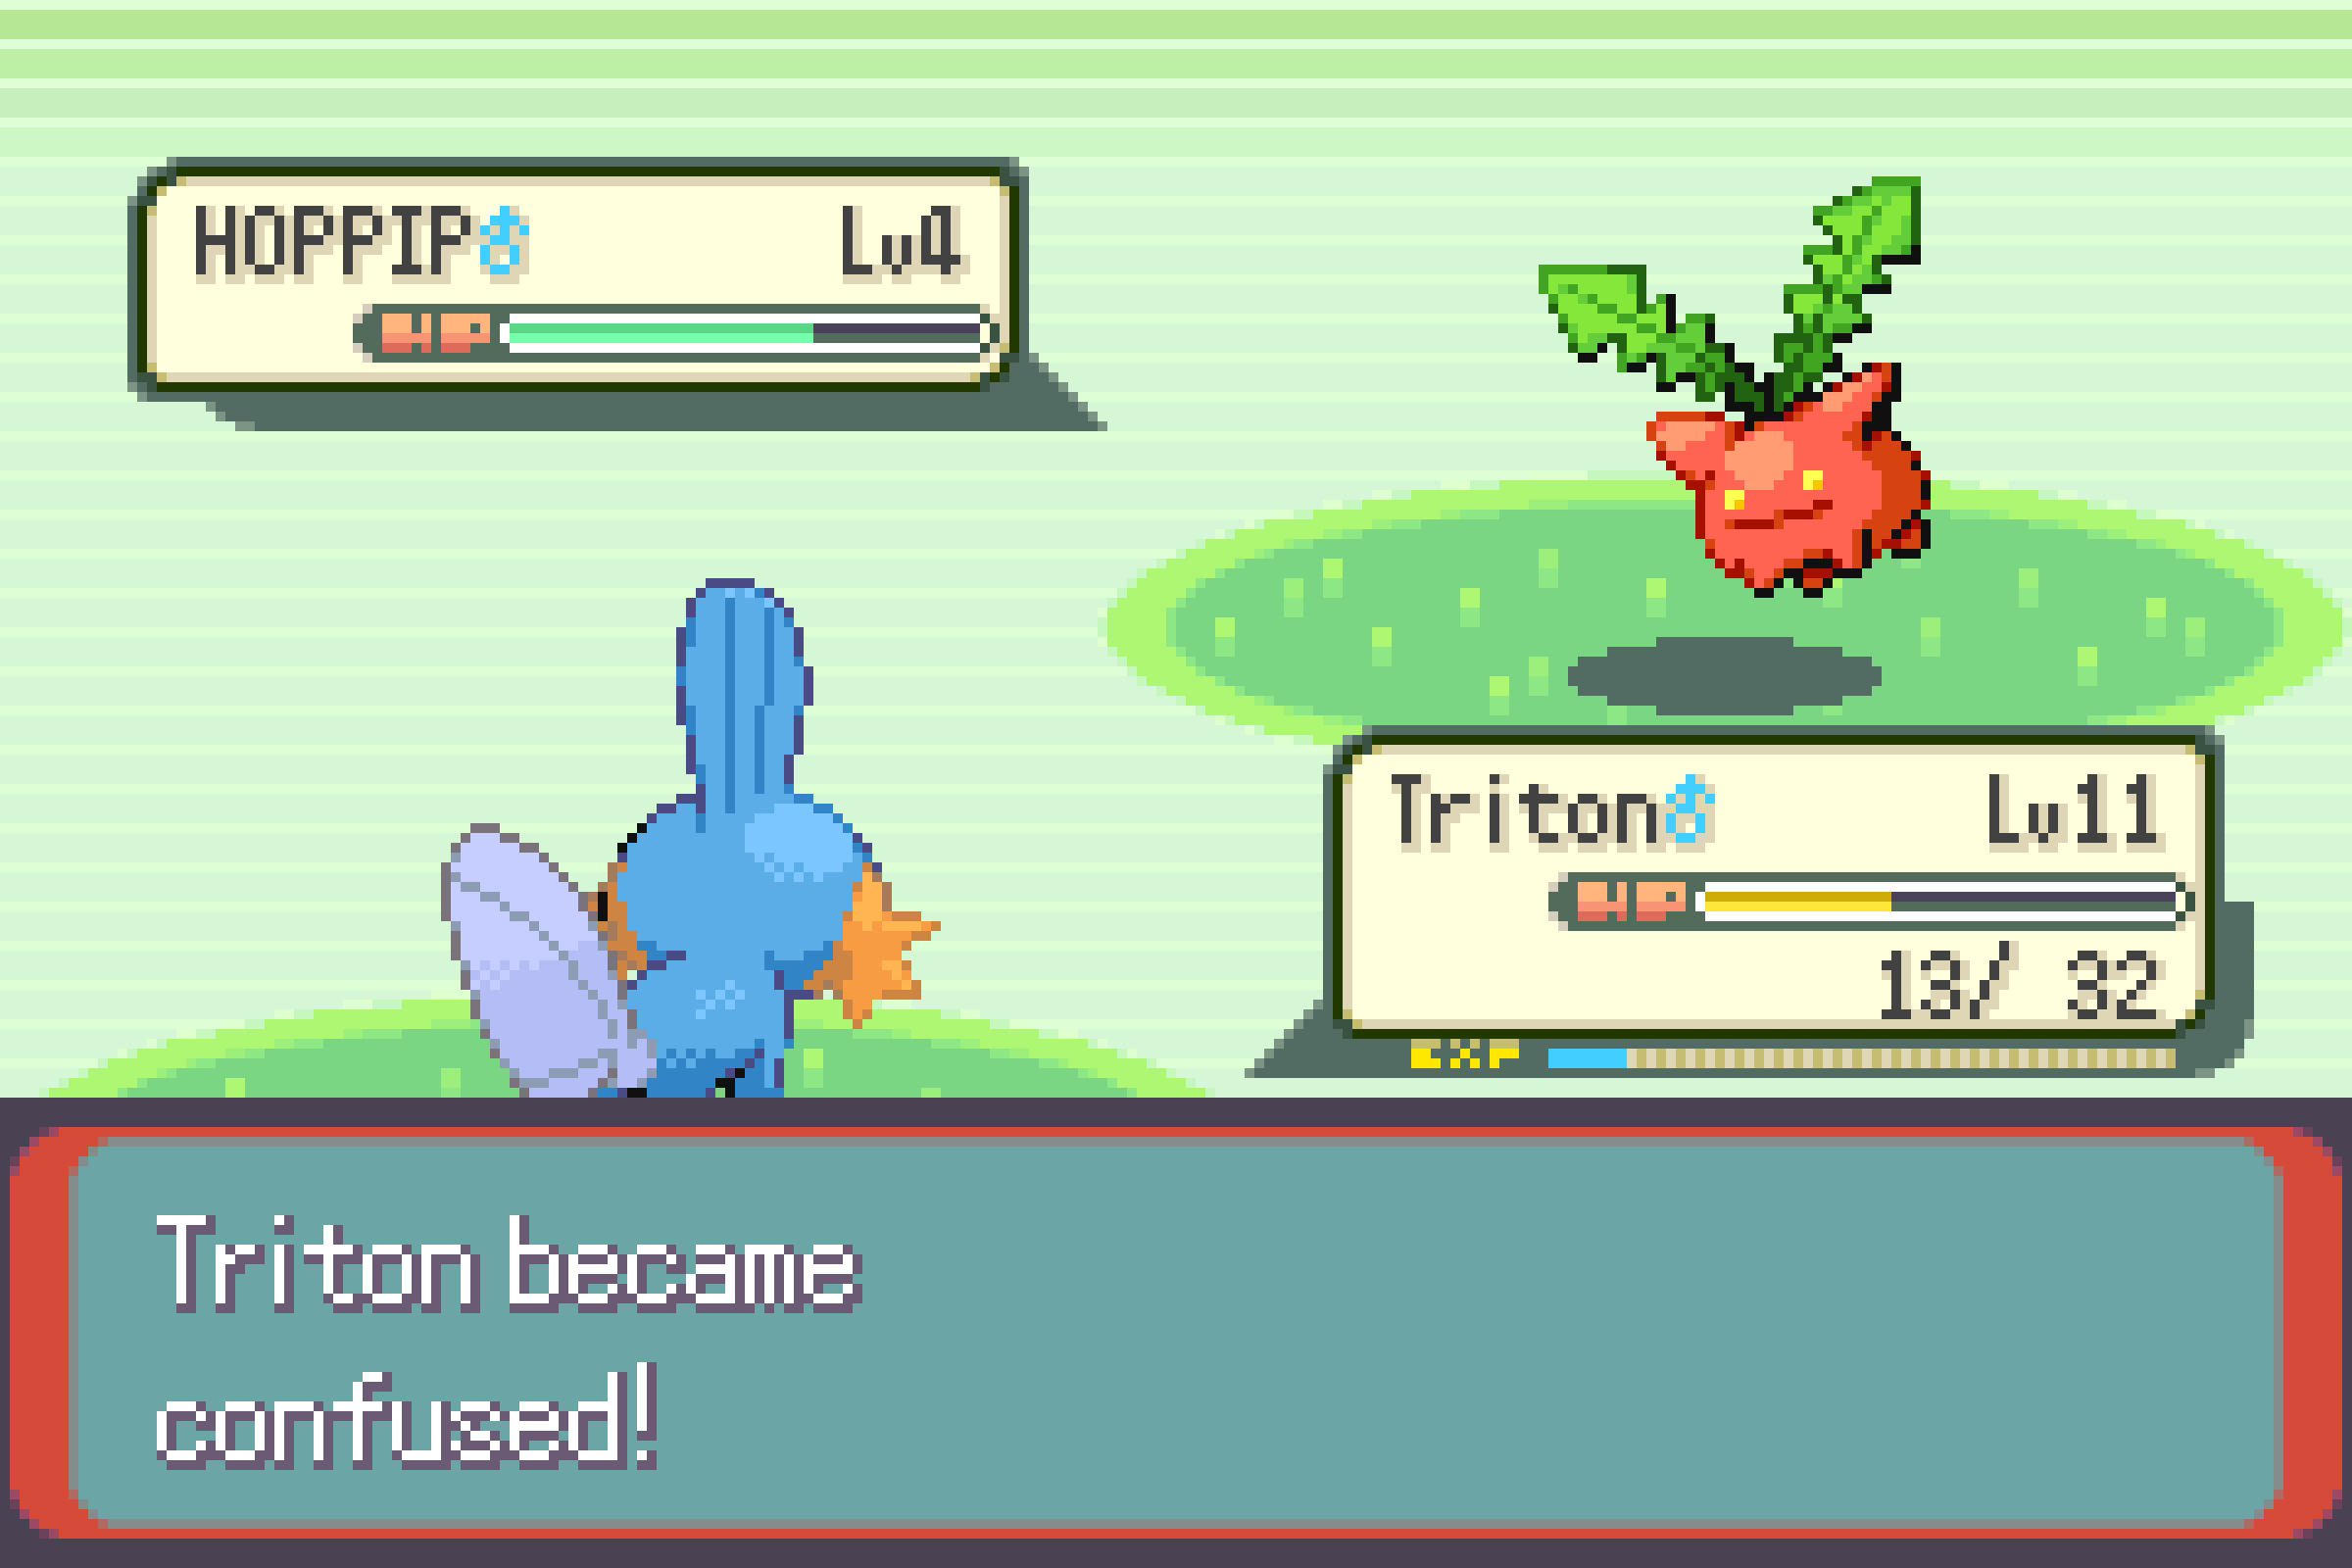 HOPPIP♂ Lv4
HP
Triton♂ Lv11
HP
13/ 32
EXP
Triton became
confused!